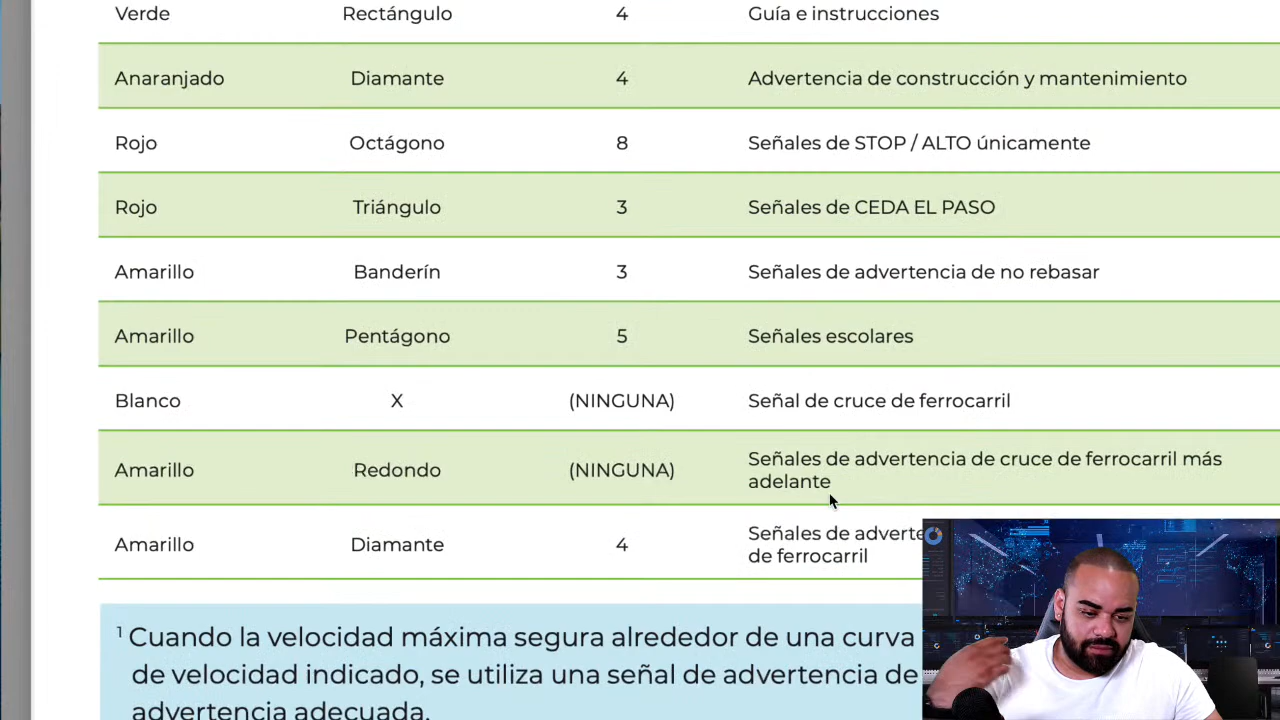 Verde Rectángulo 4 Guía e instrucciones
Anaranjado Diamante 4 Advertencia de construcción y mantenimiento
Rojo Octágono 8 Señales de STOP / ALTO únicamente
Rojo Triángulo 3 Señales de CEDA EL PASO
Amarillo Banderín 3 Señales de advertencia de no rebasar
Amarillo Pentágono 5 Señales escolares
Blanco X (NINGUNA) Señal de cruce de ferrocarril
Amarillo Redondo (NINGUNA) Señales de advertencia de cruce de ferrocarril más
adelante
Amarillo Diamante 4 Señales de
de ferrocarril
1 Cuando la velocidad máxima segura alrededor de una curva
de velocidad indicado, se utiliza una señal de advertencia de
advertencia adecuada.